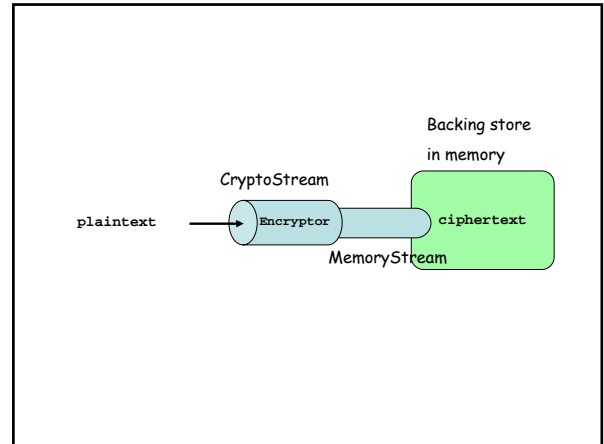 Backing store
in memory
CryptoStream
plaintext
Encryptor
ciphertext
MemoryStream